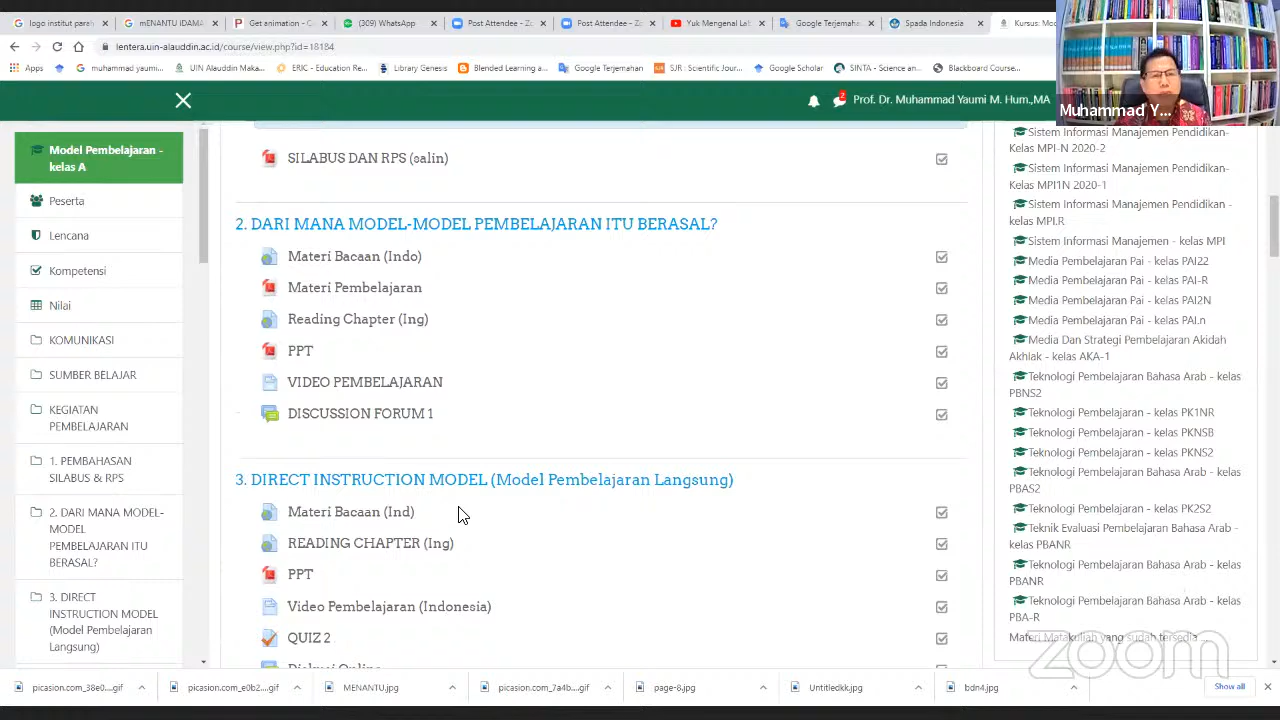 logo institut parahi
mENANTU IDAMA
Get animation - C
(309) WhatsApp
Post Attendee - Z
Post Attendee - Z
Yuk Mengenal Lab
Google Terjemaha
Spada Indonesia
Kursus: Moc
lentera.uin-alauddin.ac.id/course/view.php?id=18184
Apps
muhammad yaumi...
UIN Alauddin Maka...
ERIC - Education Re...
Library Genesis
Blended Learning a...
Google Terjemahan
SJR : Scientific Jour...
Google Scholar
SINTA - Science an...
Blackboard Course...
2
Prof. Dr. Muhammad Yaumi M. Hum.,MA
Muhammad Y...
Model Pembelajaran -
kelas A
Peserta
Lencana
Kompetensi
Nilai
KOMUNIKASI
SUMBER BELAJAR
KEGIATAN
PEMBELAJARAN
1. PEMBAHASAN
SILABUS & RPS
2. DARI MANA MODEL-
MODEL
PEMBELAJARAN ITU
BERASAL?
3. DIRECT
INSTRUCTION MODEL
(Model Pembelajaran
Langsung)
SILABUS DAN RPS (salin)
2. DARI MANA MODEL-MODEL PEMBELAJARAN ITU BERASAL?
Materi Bacaan (Indo)
Materi Pembelajaran
Reading Chapter (Ing)
PPT
VIDEO PEMBELAJARAN
DISCUSSION FORUM 1
3. DIRECT INSTRUCTION MODEL (Model Pembelajaran Langsung)
Materi Bacaan (Ind)
READING CHAPTER (Ing)
PPT
Video Pembelajaran (Indonesia)
QUIZ 2
Diskusi Online
Sistem Informasi Manajemen Pendidikan-
Kelas MPI-N 2020-2
Sistem Informasi Manajemen Pendidikan-
Kelas MPI1N 2020-1
Sistem Informasi Manajemen Pendidikan -
kelas MPI.R
Sistem Informasi Manajemen - kelas MPI
Media Pembelajaran Pai - kelas PAI22
Media Pembelajaran Pai - kelas PAI-R
Media Pembelajaran Pai - kelas PAI2N
Media Pembelajaran Pai - kelas PAI.n
Media Dan Strategi Pembelajaran Akidah
Akhlak - kelas AKA-1
Teknologi Pembelajaran Bahasa Arab - kelas
PBNS2
Teknologi Pembelajaran - kelas PK1NR
Teknologi Pembelajaran - kelas PKNSB
Teknologi Pembelajaran - kelas PKNS2
Teknologi Pembelajaran Bahasa Arab - kelas
PBAS2
Teknologi Pembelajaran - kelas PK2S2
Teknik Evaluasi Pembelajaran Bahasa Arab -
kelas PBANR
Teknologi Pembelajaran Bahasa Arab - kelas
PBANR
Teknologi Pembelajaran Bahasa Arab - kelas
PBA-R
Materi Matakuliah yang sudah tersedia ...
zoom
picasion.com_38e0....gif
picasion.com_e0b2....gif
MENANTU.jpg
page-8.jpg
Untitledkk.jpg
bdn4.jpg
Show all